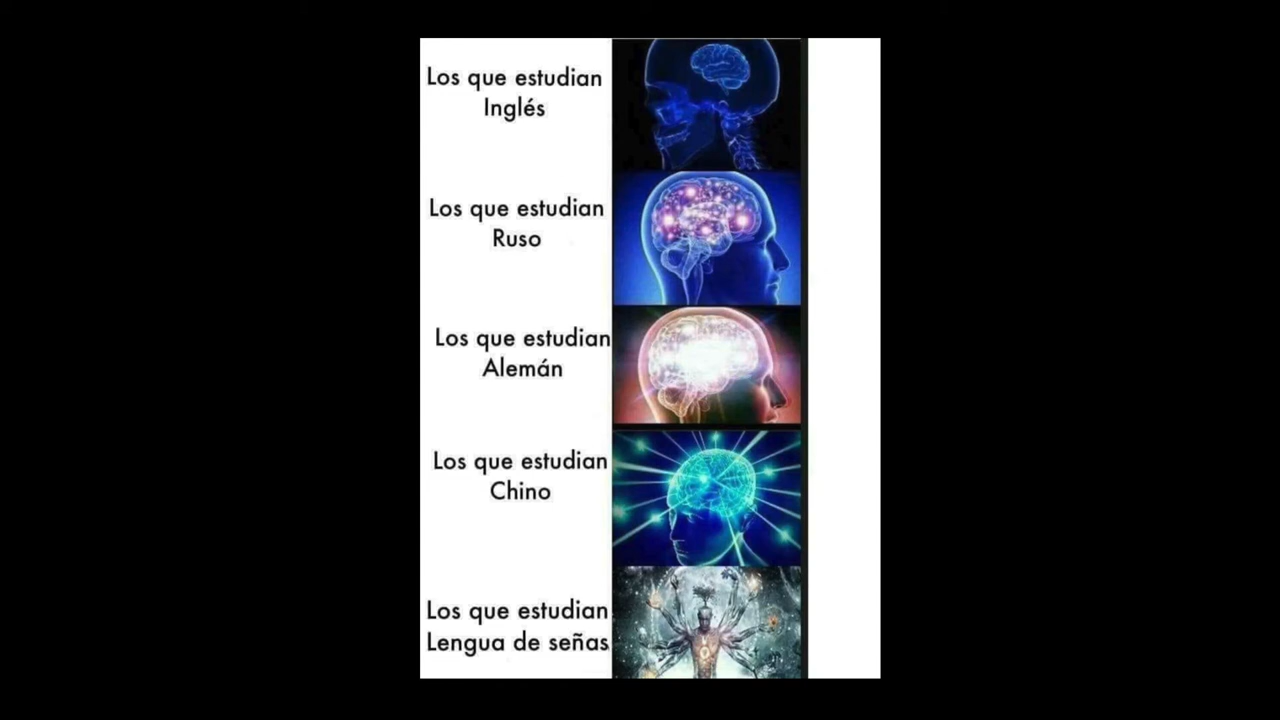 Los que estudian
Inglés
Los que estudian
Ruso
Los que estudian
Alemán
Los que estudian
Chino
Los que estudian
Lengua de señas